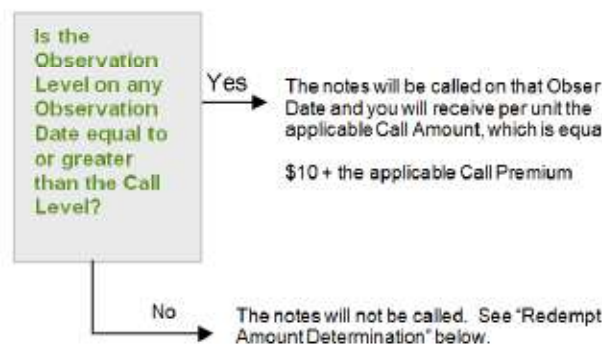 Is the
Observation
Level on any
Observation
Date equal to
or greater
than the Call
Level?
Yes
The notes will be called on that Obser
Date and you will receive per unit the
applicable Call Amount, which is equa
$10 + the applicable Call Premium
No
The notes will not be called. See "Redempt
Amount Determination" below.